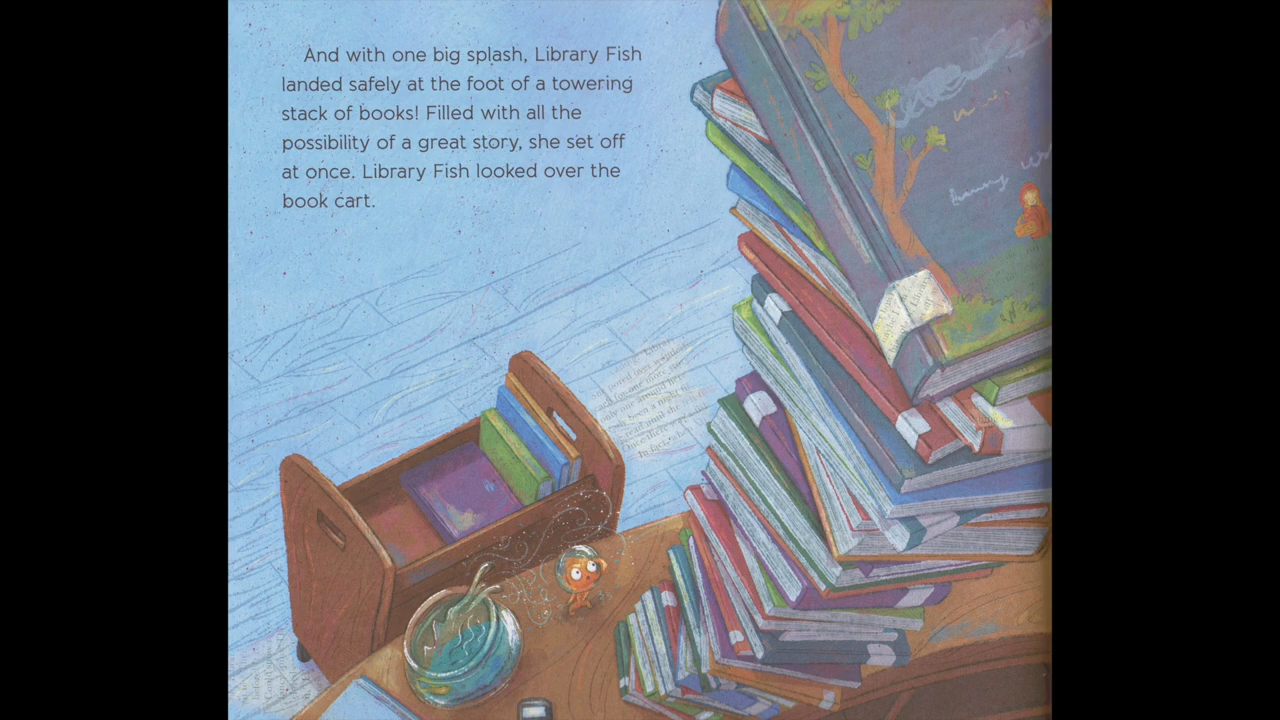 And with one big splash, Library Fish
landed safely at the foot of a towering
stack of books! Filled with all the
possibility of a great story, she set off
at once. Library Fish looked over the
book cart.